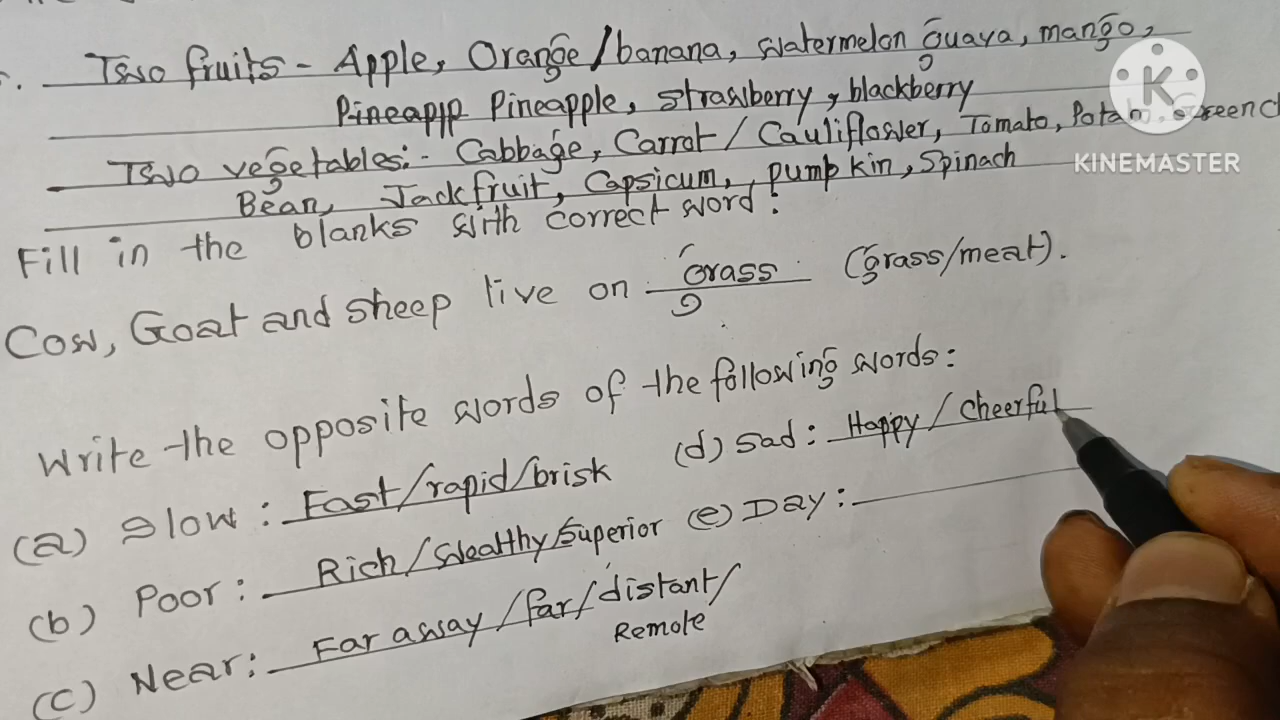 Two fruits - Apple, Orange/banana, watermelon Guava, mango,
Pineapp Pineapple, Strawberry, blackberry
Two vegetables:- Cabbage, Carrot/Cauliflower, Tomato, Potato, Green
Bean, Jackfruit, Capsicum, pumpkin, Spinach
Fill in the blanks with correct word:
Cow, Goat and sheep live on Grass (grass/meat).
Write the opposite words of the following words:
(a) Slow: Fast/rapid/brisk (d) Sad: Happy/Cheerful
(b) Poor: Rich/Wealthy/Superior (e) Day:
(c) Near: Far away/far/distant/
Remote
K
KINEMASTER